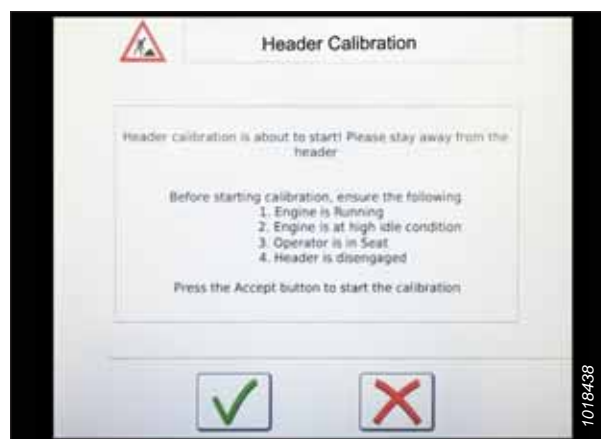 Header Calibration
Header calibration is about to start! Please stay away from the
header
Before starting calibration, ensure the following
1. Engine is Running
2. Engine is at high idle condition
3. Operator is in Seat
4. Header is disengaged
Press the Accept button to start the calibration
1018438